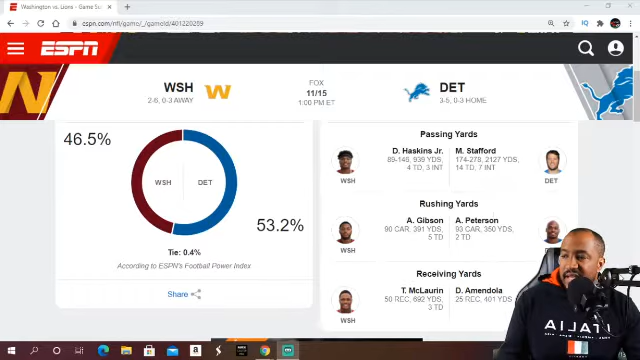 Washington vs. Lions - Game Su
espn.com/nfl/game/_/gameId/401220259
ESPN
WSH
2-6, 0-3 AWAY
W
FOX
11/15
1:00 PM ET
DET
3-5, 0-3 HOME
46.5%
WSH
DET
53.2%
Tie: 0.4%
According to ESPN's Football Power Index
Share
Passing Yards
D. Haskins Jr.
89-146, 939 YDS,
4 TD, 3 INT
M. Stafford
174-278, 2127 YDS,
14 TD, 7 INT
WSH
DET
Rushing Yards
A. Gibson
90 CAR, 391 YDS,
5 TD
A. Peterson
93 CAR, 350 YDS,
2 TD
WSH
Receiving Yards
T. McLaurin
50 REC, 692 YDS,
3 TD
D. Amendola
25 REC, 401 YDS
WSH
ITALIA